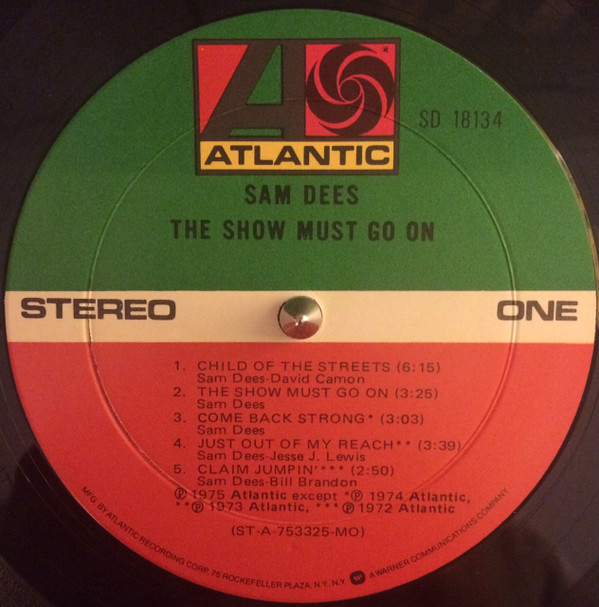 ATLANTIC
SD 18134
SAM DEES
THE SHOW MUST GO ON
STEREO
ONE
1. CHILD OF THE STREETS (6:15)
Sam Dees-David Camon
2. THE SHOW MUST GO ON (3:25)
Sam Dees
3. COME BACK STRONG* (3:03)
Sam Dees
4. JUST OUT OF MY REACH** (3:39)
Sam Dees-Jesse J. Lewis
5. CLAIM JUMPIN'*** (2:50)
Sam Dees-Bill Brandon
℗ 1975 Atlantic except *℗ 1974 Atlantic,
**℗ 1973 Atlantic, ***℗ 1972 Atlantic
(ST-A-753325-MO)
MFG. BY ATLANTIC RECORDING CORP. 75 ROCKEFELLER PLAZA, N.Y., N.Y. A WARNER COMMUNICATIONS COMPANY